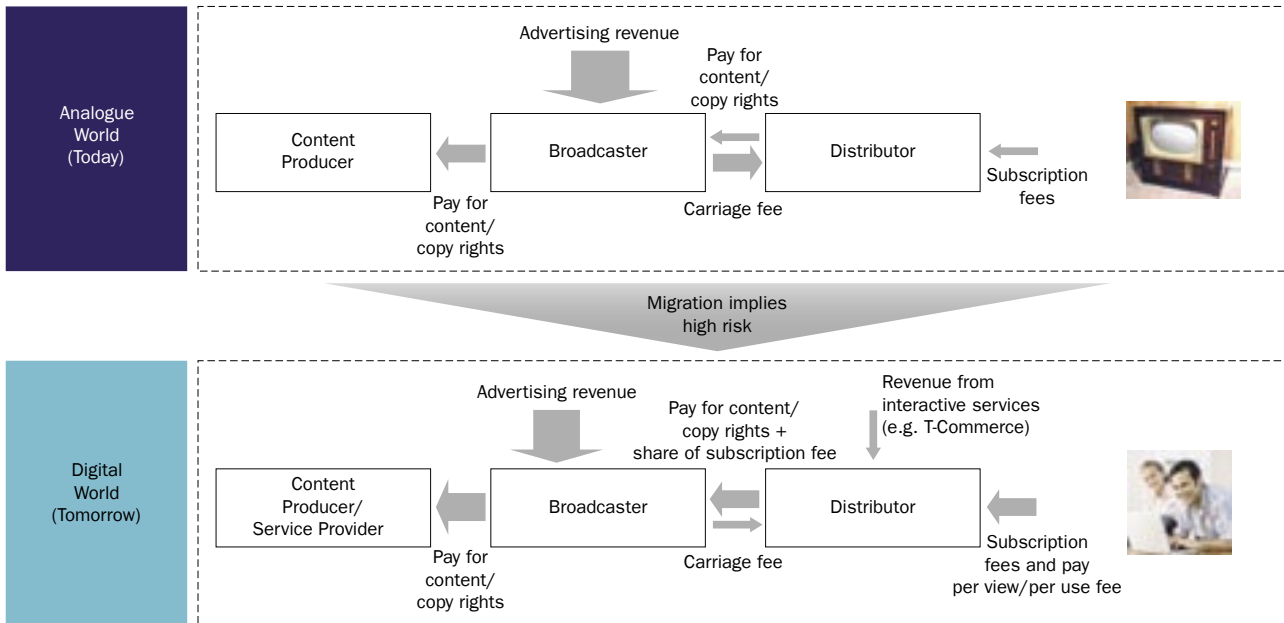 Analogue
World
(Today)
Advertising revenue
Pay for
content/
copy rights
Content
Producer
Broadcaster
Distributor
Pay for
content/
copy rights
Carriage fee
Subscription
fees
Migration implies
high risk
Digital
World
(Tomorrow)
Advertising revenue
Pay for content/
copy rights +
share of subscription fee
Revenue from
interactive services
(e.g. T-Commerce)
Content
Producer/
Service Provider
Broadcaster
Distributor
Pay for
content/
copy rights
Carriage fee
Subscription
fees and pay
per view/per use fee